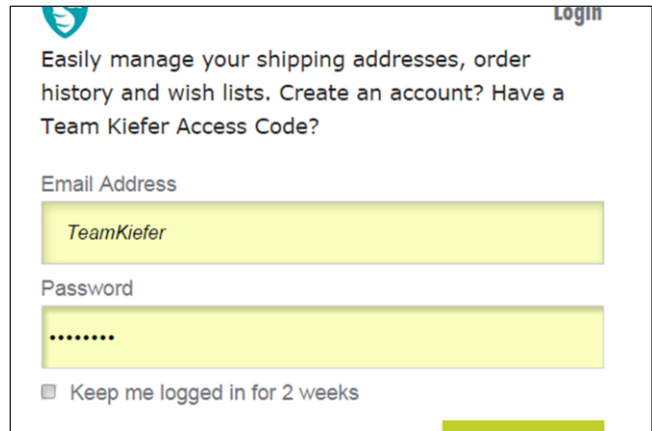 Login
Easily manage your shipping addresses, order
history and wish lists. Create an account? Have a
Team Kiefer Access Code?
Email Address
TeamKiefer
Password
••••••••
Keep me logged in for 2 weeks